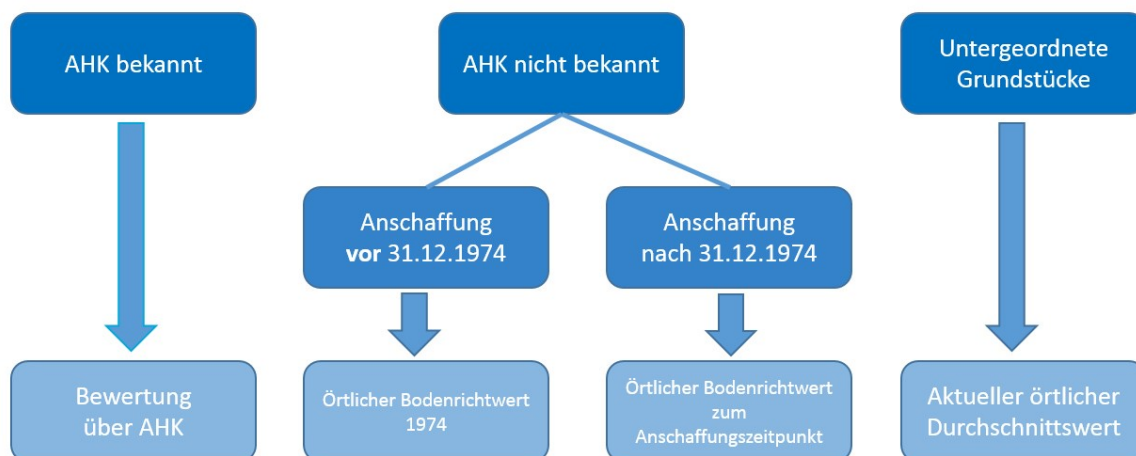 AHK bekannt
AHK nicht bekannt
Untergeordnete
Grundstücke
Anschaffung
vor 31.12.1974
Anschaffung
nach 31.12.1974
Bewertung
über AHK
Örtlicher Bodenrichtwert
1974
Örtlicher Bodenrichtwert
zum
Anschaffungszeitpunkt
Aktueller örtlicher
Durchschnittswert